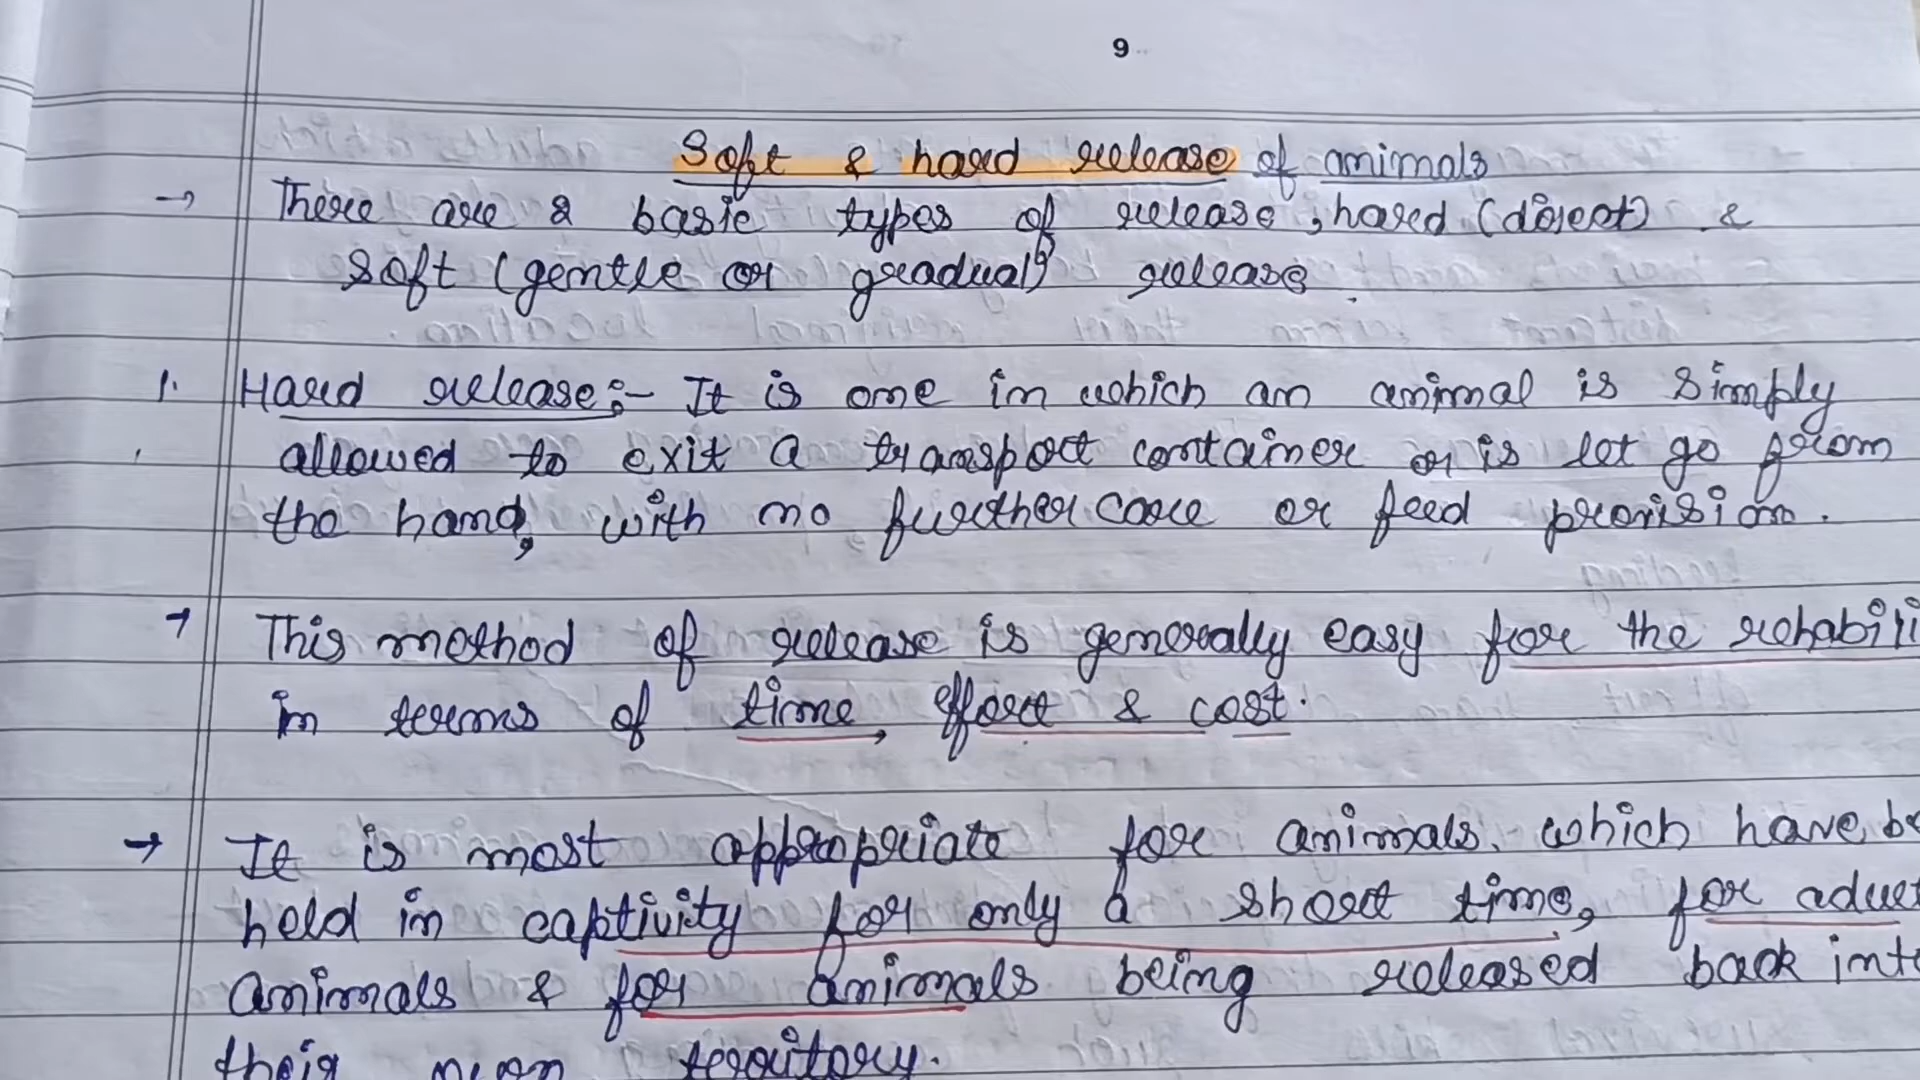 9
Soft & hard release of animals
→ There are 2 basic types of release, hard (direct) &
soft (gentle or gradual) release
1. Hard release:- It is one in which an animal is simply
allowed to exit a transport container or is let go from
the hand, with no further care or feed provision.
→ This method of release is generally easy for the rehabili
in terms of time, effort & cost.
→ It is most appropriate for animals which have be
held in captivity for only a short time, for adult
animals & for animals being released back into
their own territory.